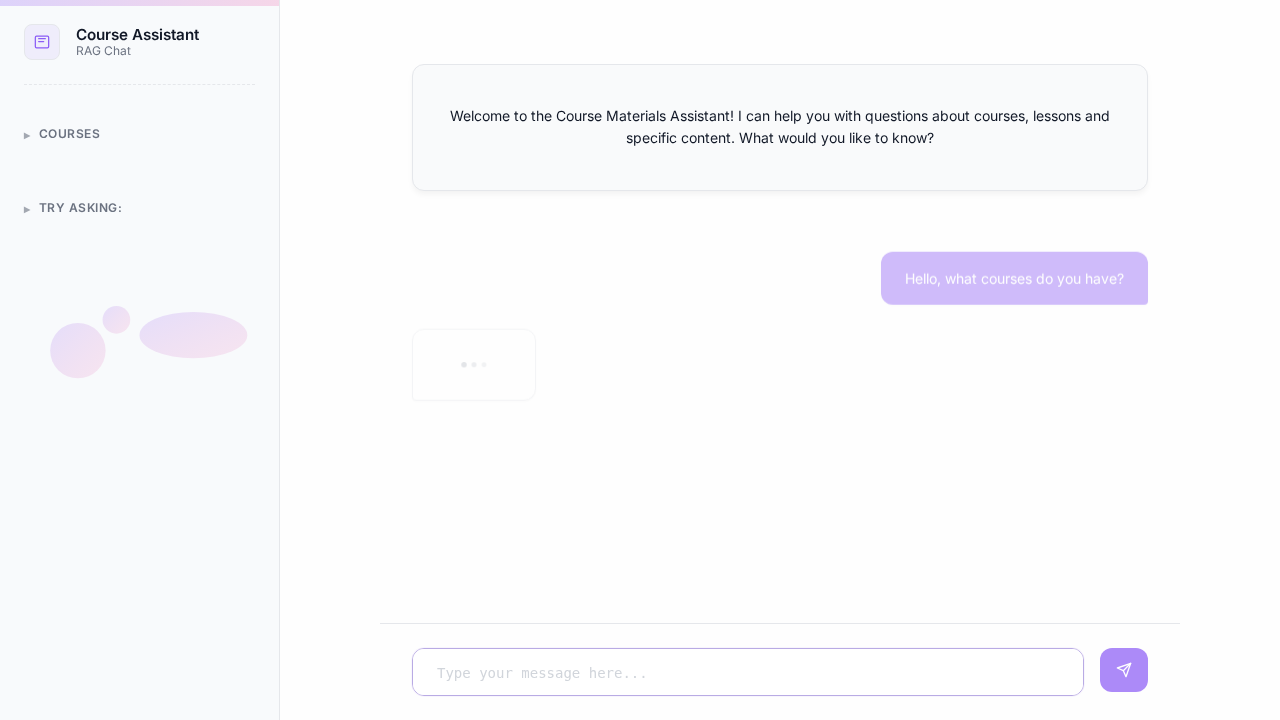 Course Assistant
RAG Chat
COURSES
TRY ASKING:
Welcome to the Course Materials Assistant! I can help you with questions about courses, lessons and
specific content. What would you like to know?
Hello, what courses do you have?
Type your message here...